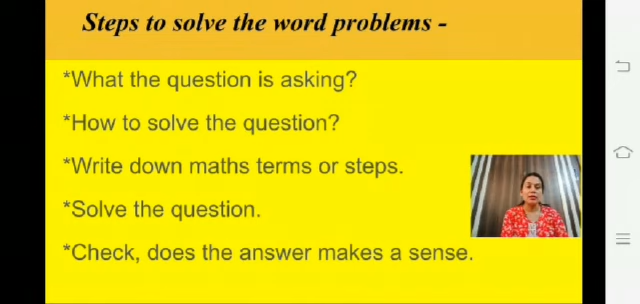 Steps to solve the word problems -
*What the question is asking?
*How to solve the question?
*Write down maths terms or steps.
*Solve the question.
*Check, does the answer makes a sense.